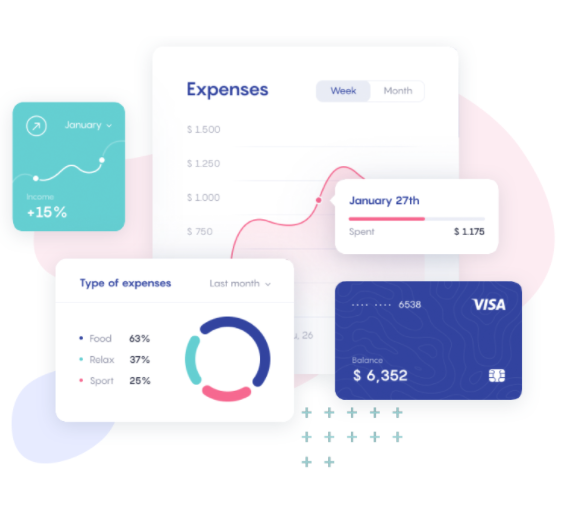 Expenses
Week
Month
$ 1.500
$ 1.250
$ 1.000
$ 750
January
Income
+15%
January 27th
Spent
$ 1.175
Type of expenses
Last month
Food 63%
Relax 37%
Sport 25%
, 26
···· ···· 6538
VISA
Balance
$ 6,352